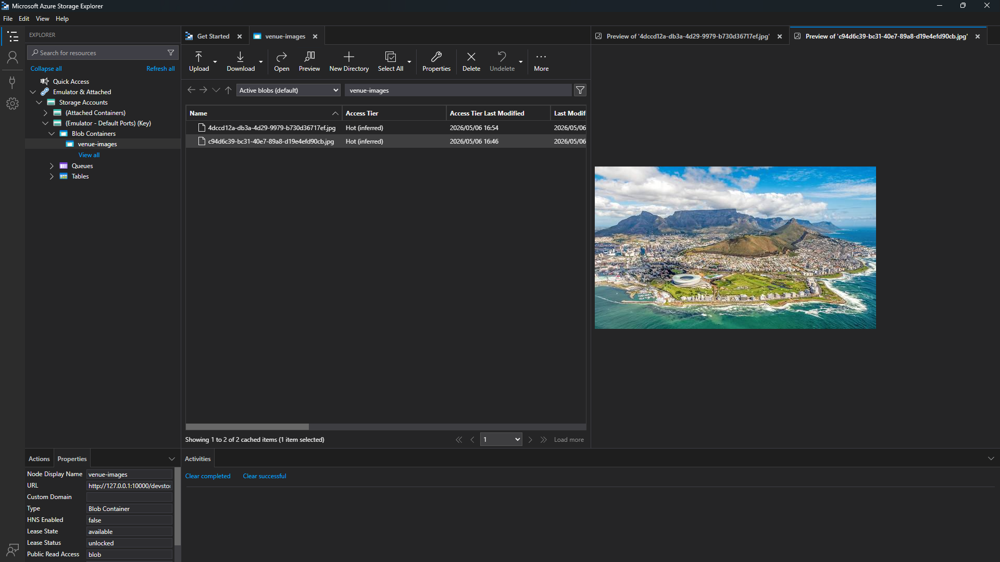 Microsoft Azure Storage Explorer
File Edit View Help
EXPLORER
Search for resources
Collapse all Refresh all
Quick Access
Emulator & Attached
Storage Accounts
(Attached Containers)
(Emulator - Default Ports) (Key)
Blob Containers
venue-images
View all
Queues
Tables
Get Started venue-images
Upload Download Open Preview New Directory Select All Properties Delete Undelete More
Active blobs (default) venue-images
Name Access Tier Access Tier Last Modified Last Modif
4dccd12a-db3a-4d29-9979-b730d36717ef.jpg Hot (inferred) 2026/05/06 16:54 2026/05/06
c94d6c39-bc31-40e7-89a8-d19e4efd90cb.jpg Hot (inferred) 2026/05/06 16:46 2026/05/06
Showing 1 to 2 of 2 cached items (1 item selected) 1 Load more
Preview of '4dccd12a-db3a-4d29-9979-b730d36717ef.jpg' Preview of 'c94d6c39-bc31-40e7-89a8-d19e4efd90cb.jpg'
Actions Properties
Node Display Name venue-images
URL http://127.0.0.1:10000/devsto
Custom Domain
Type Blob Container
HNS Enabled false
Lease State available
Lease Status unlocked
Public Read Access blob
Activities
Clear completed Clear successful